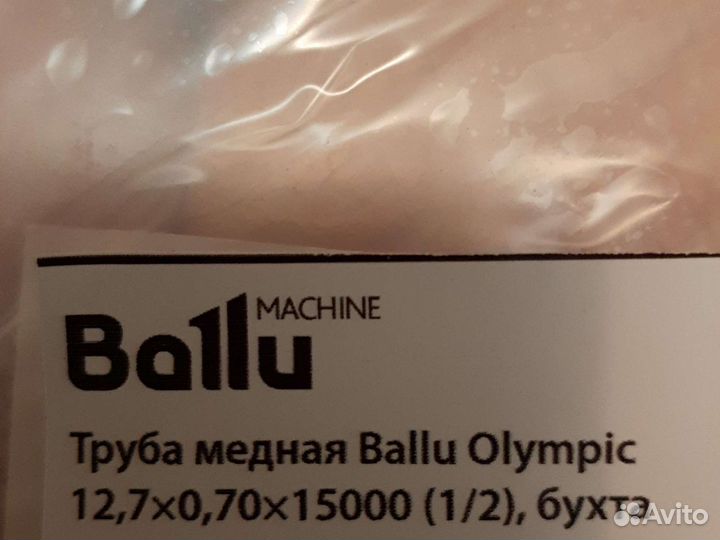 Ballu MACHINE
Труба медная Ballu Olympic
12,7×0,70×15000 (1/2), бухта
Avito